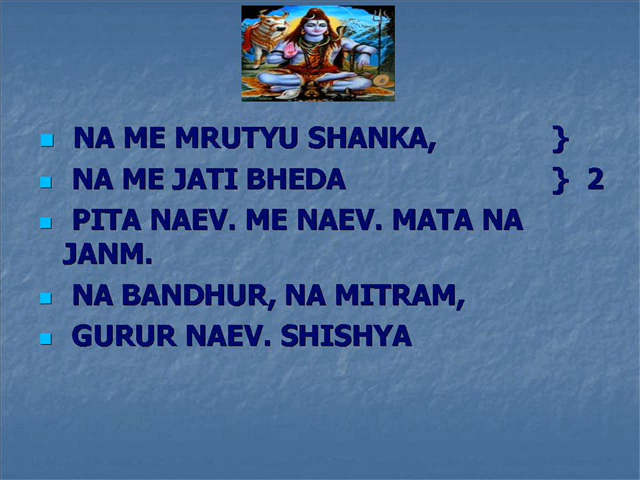 NA ME MRUTYU SHANKA, }
NA ME JATI BHEDA } 2
PITA NAEV. ME NAEV. MATA NA
JANM.
NA BANDHUR, NA MITRAM,
GURUR NAEV. SHISHYA